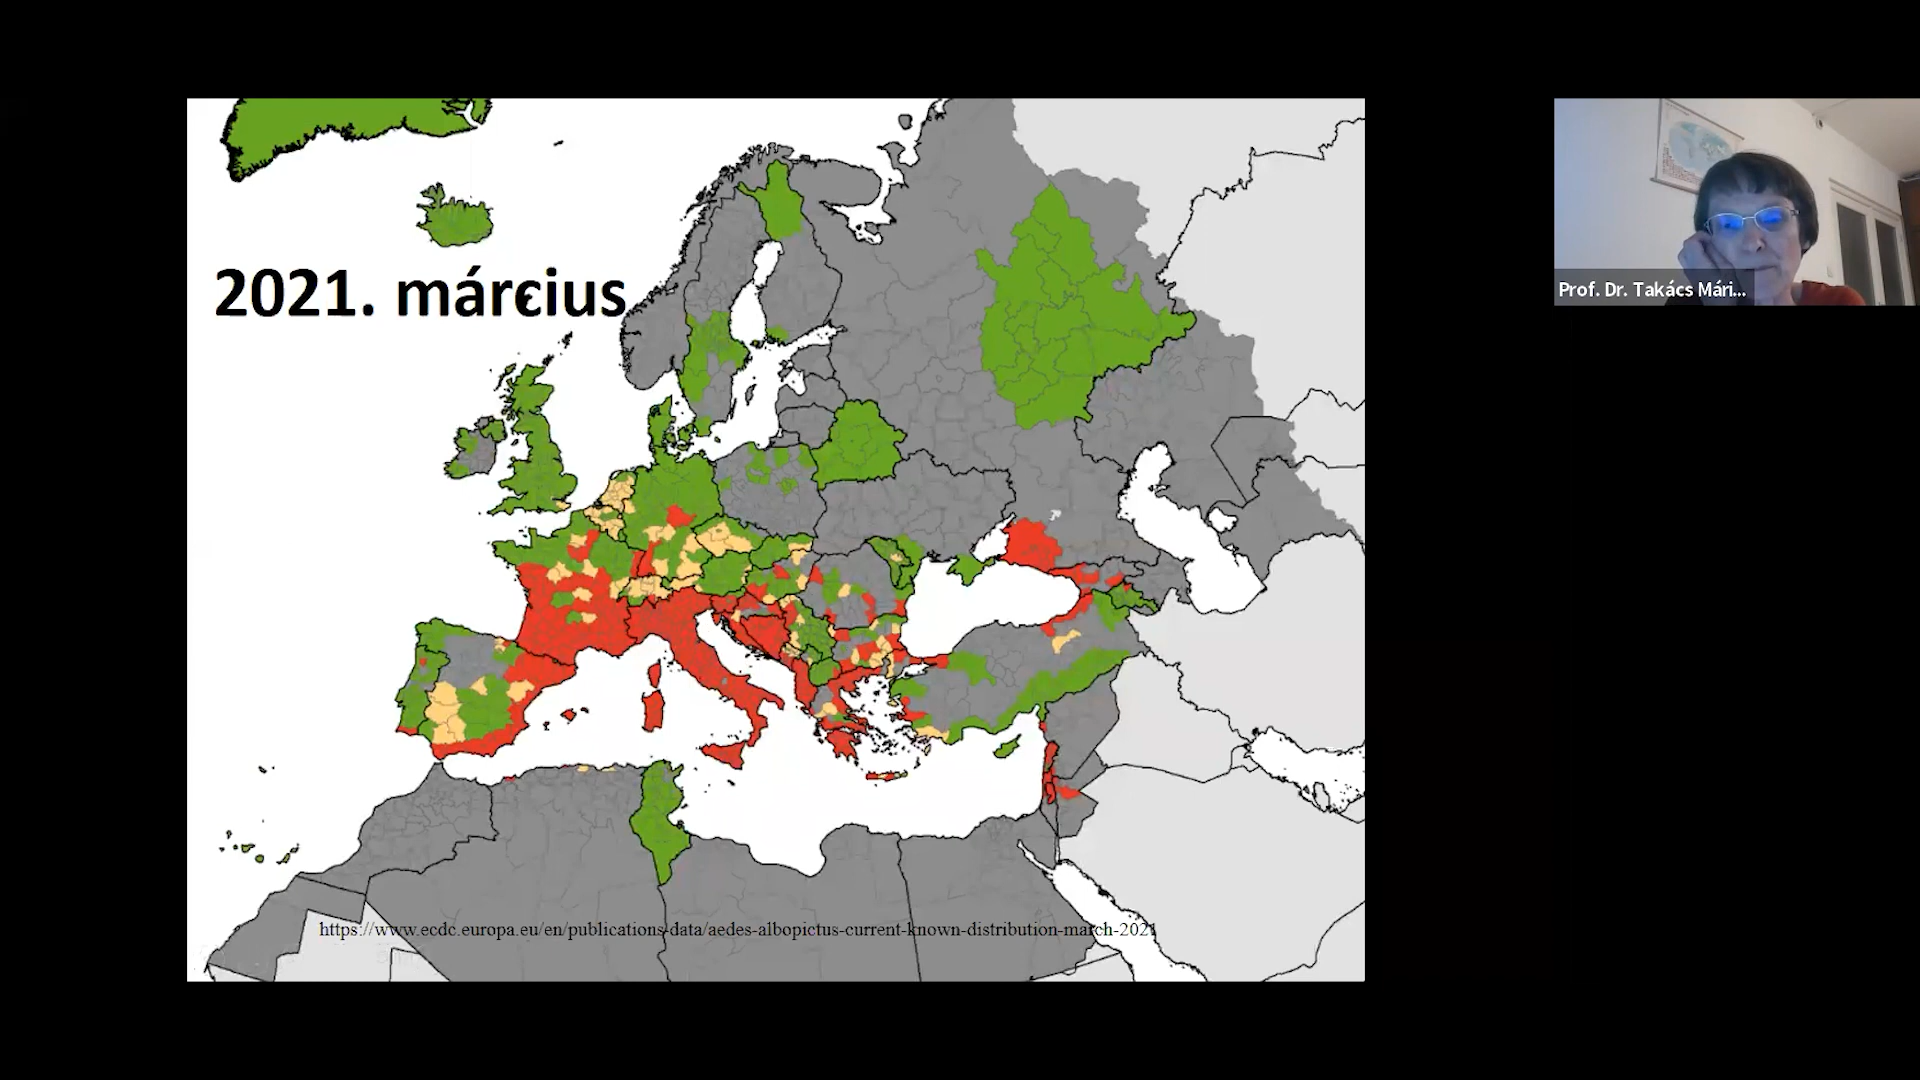 2021. március
Prof. Dr. Takács Mári...
https://www.ecdc.europa.eu/en/publications-data/aedes-albopictus-current-known-distribution-march-2021